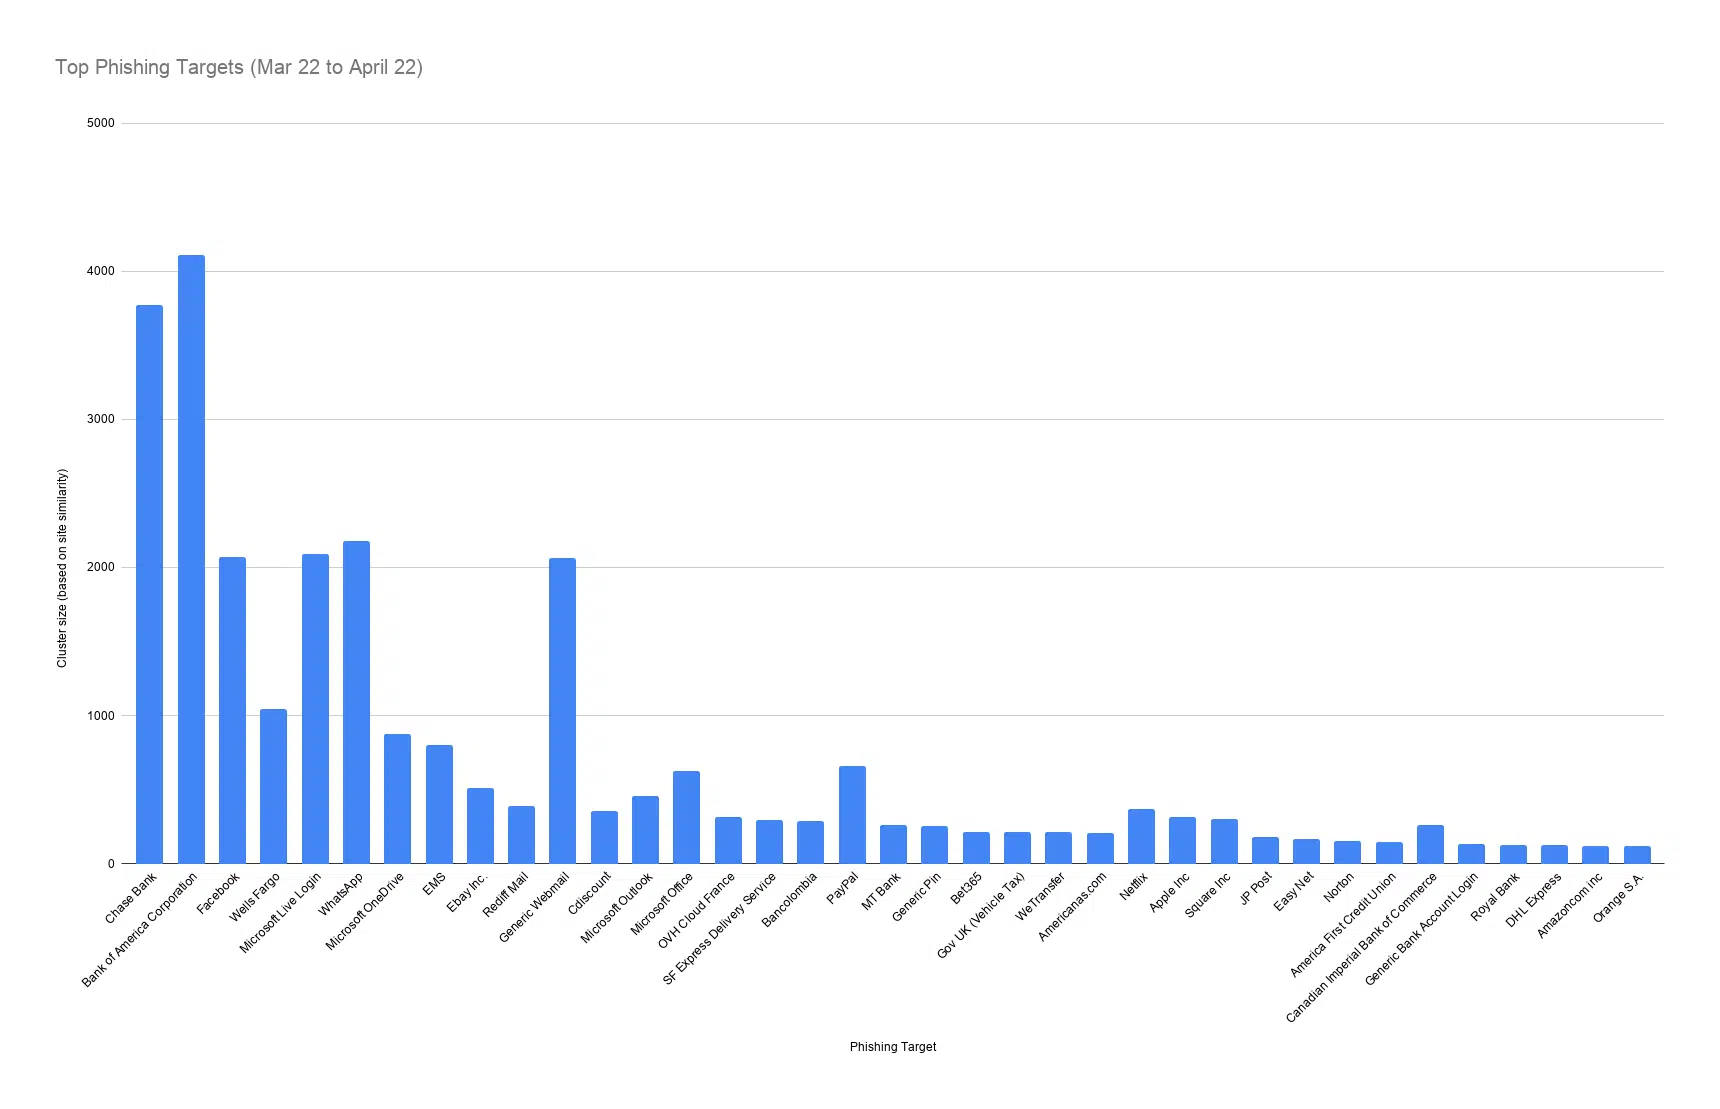 Top Phishing Targets (Mar 22 to April 22)
5000
4000
3000
2000
1000
0
Cluster size (based on site similarity)
Chase Bank
Bank of America Corporation
Facebook
Wells Fargo
Microsoft Live Login
WhatsApp
Microsoft OneDrive
EMS
Ebay Inc.
Rediff Mail
Generic Webmail
Cdiscount
Microsoft Outlook
Microsoft Office
OVH Cloud France
SF Express Delivery Service
Bancolombia
PayPal
MT Bank
Generic Pin
Bet365
Gov UK (Vehicle Tax)
WeTransfer
Americanas.com
Netflix
Apple Inc
Square Inc
JP Post
Easy Net
Norton
America First Credit Union
Canadian Imperial Bank of Commerce
Generic Bank Account Login
Royal Bank
DHL Express
Amazoncom inc
Orange S.A.
Phishing Target